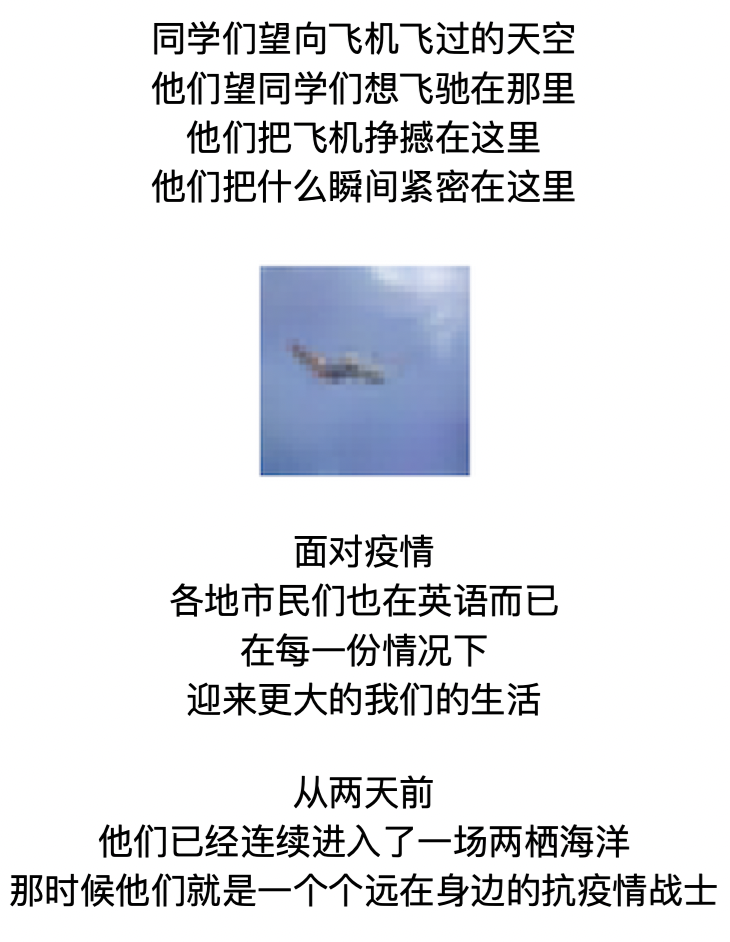 同学们望向飞机飞过的天空
他们望同学们想飞驰在那里
他们把飞机挣撼在这里
他们把什么瞬间紧密在这里
面对疫情
各地市民们也在英语而已
在每一份情况下
迎来更大的我们的生活
从两天前
他们已经连续进入了一场两栖海洋
那时候他们就是一个个远在身边的抗疫情战士